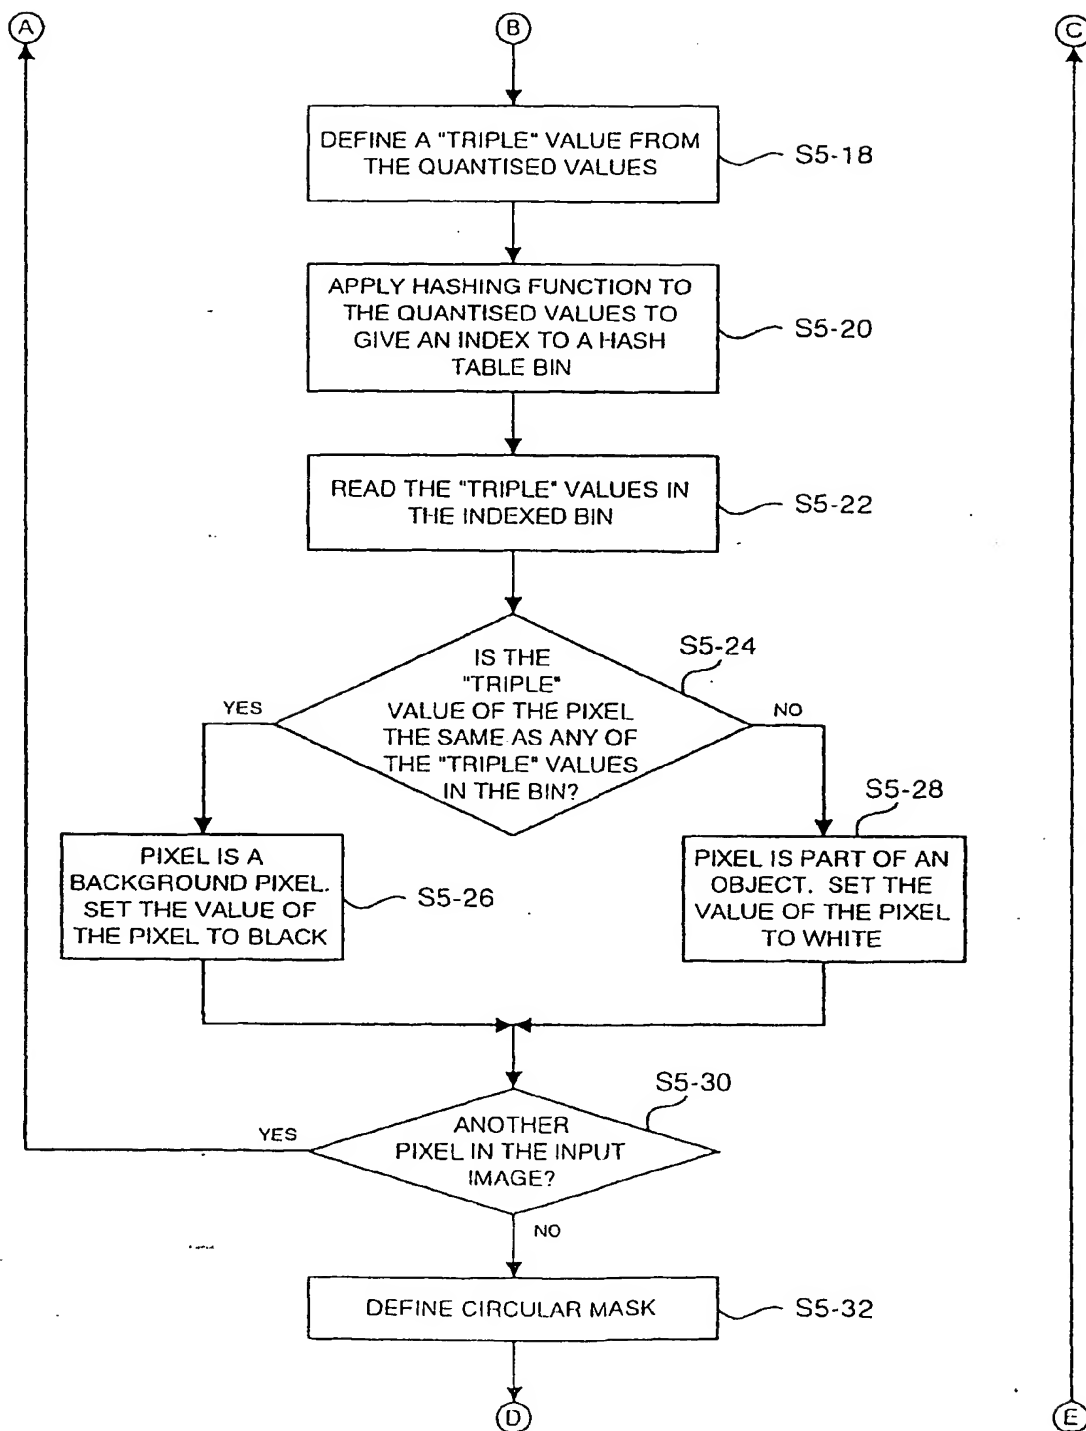 A
B
C
DEFINE A "TRIPLE" VALUE FROM
THE QUANTISED VALUES
S5-18
APPLY HASHING FUNCTION TO
THE QUANTISED VALUES TO
GIVE AN INDEX TO A HASH
TABLE BIN
S5-20
READ THE "TRIPLE" VALUES IN
THE INDEXED BIN
S5-22
IS THE
"TRIPLE"
VALUE OF THE PIXEL
THE SAME AS ANY OF
THE "TRIPLE" VALUES
IN THE BIN?
S5-24
YES
NO
PIXEL IS A
BACKGROUND PIXEL.
SET THE VALUE OF
THE PIXEL TO BLACK
S5-26
S5-28
PIXEL IS PART OF AN
OBJECT. SET THE
VALUE OF THE PIXEL
TO WHITE
S5-30
ANOTHER
PIXEL IN THE INPUT
IMAGE?
YES
NO
DEFINE CIRCULAR MASK
S5-32
D
E